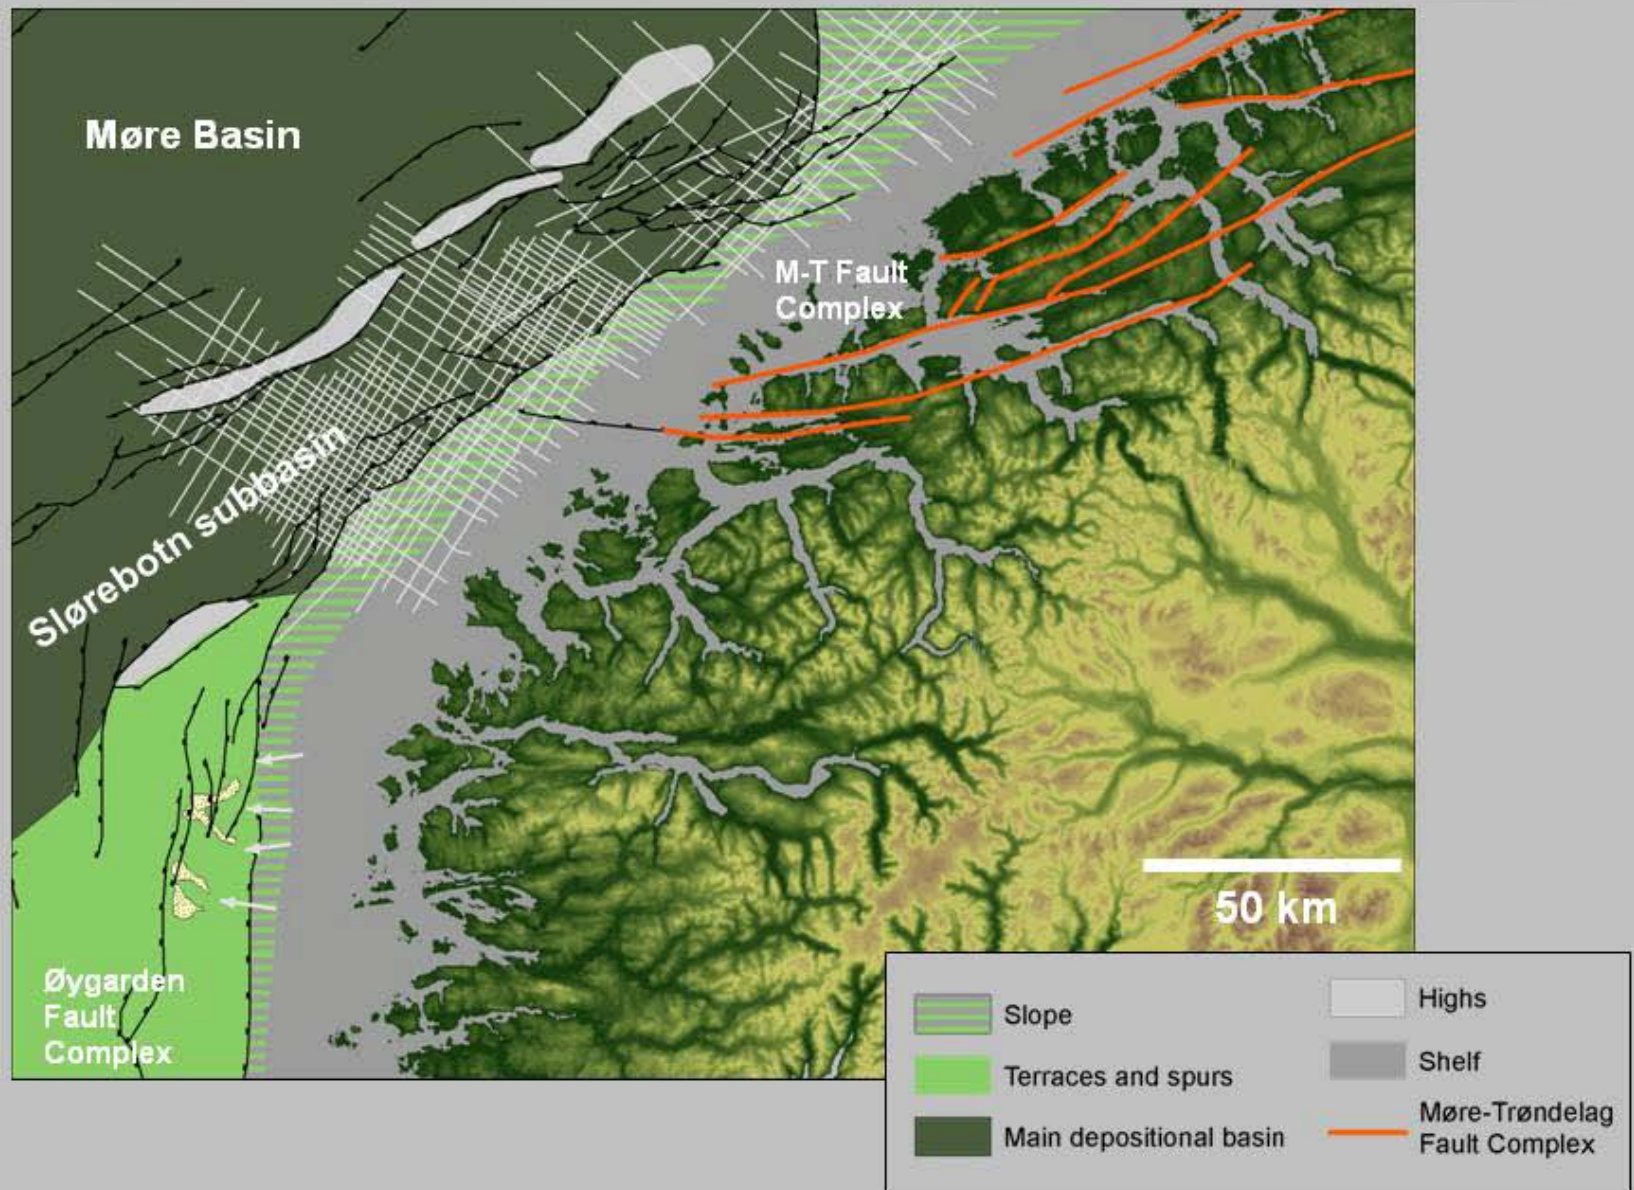 Møre Basin
M-T Fault
Complex
Slørebotn subbasin
Øygarden
Fault
Complex
50 km
Slope
Terraces and spurs
Main depositional basin
Highs
Shelf
Møre-Trøndelag
Fault Complex